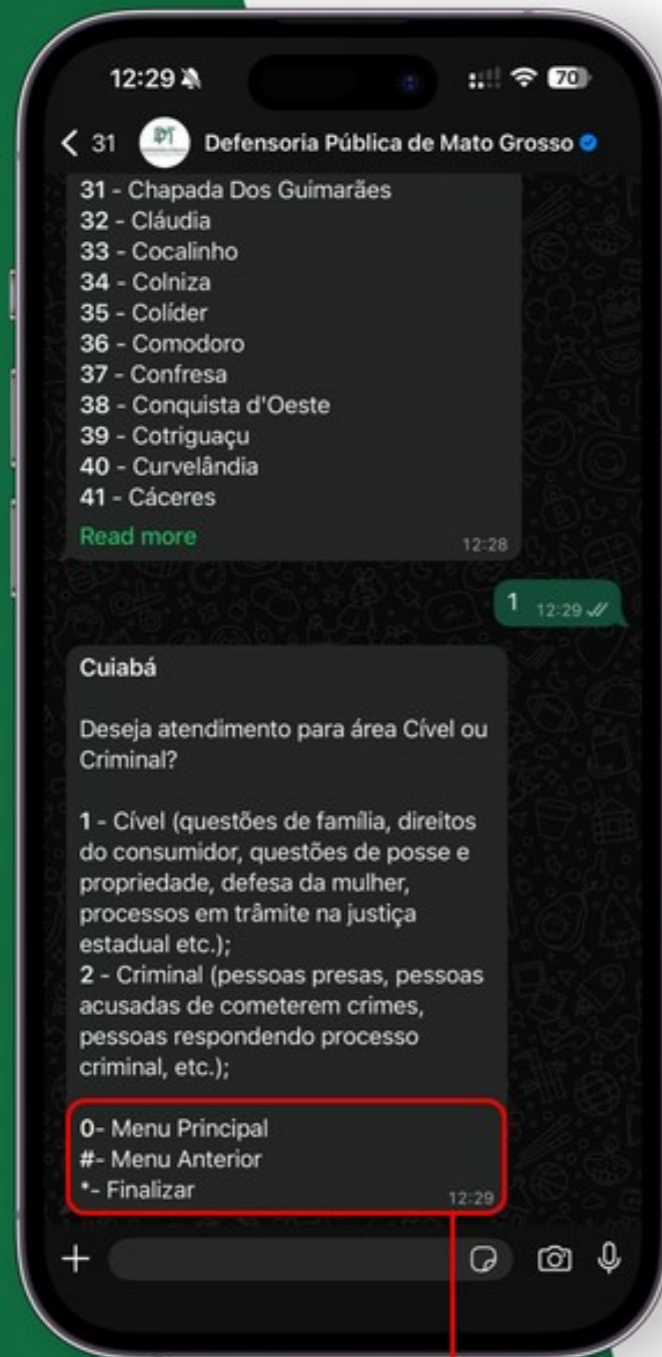 12:29
70
31
Defensoria Pública de Mato Grosso
31 - Chapada Dos Guimarães
32 - Cláudia
33 - Cocalinho
34 - Colniza
35 - Colíder
36 - Comodoro
37 - Confresa
38 - Conquista d'Oeste
39 - Cotriguaçu
40 - Curvelândia
41 - Cáceres
Read more
12:28
1 12:29
Cuiabá
Deseja atendimento para área Cível ou
Criminal?
1 - Cível (questões de família, direitos
do consumidor, questões de posse e
propriedade, defesa da mulher,
processos em trâmite na justiça
estadual etc.);
2 - Criminal (pessoas presas, pessoas
acusadas de cometerem crimes,
pessoas respondendo processo
criminal, etc.);
0- Menu Principal
#- Menu Anterior
*- Finalizar
12:29